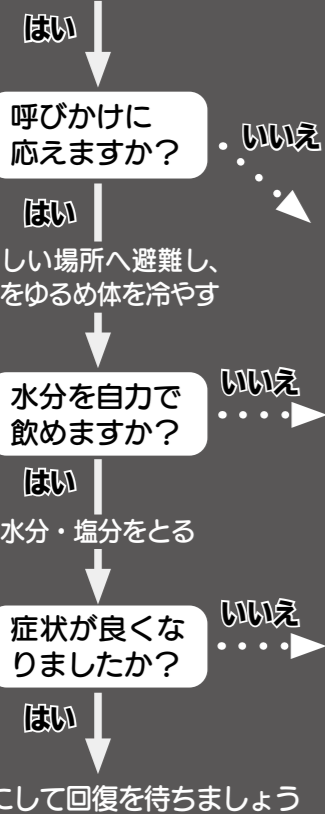 はい
呼びかけに
応えますか？
いいえ
はい
しい場所へ避難し、
をゆるめ体を冷やす
水分を自力で
飲めますか？
いいえ
はい
水分・塩分をとる
症状が良くな
りましたか？
いいえ
はい
にして回復を待ちましょう